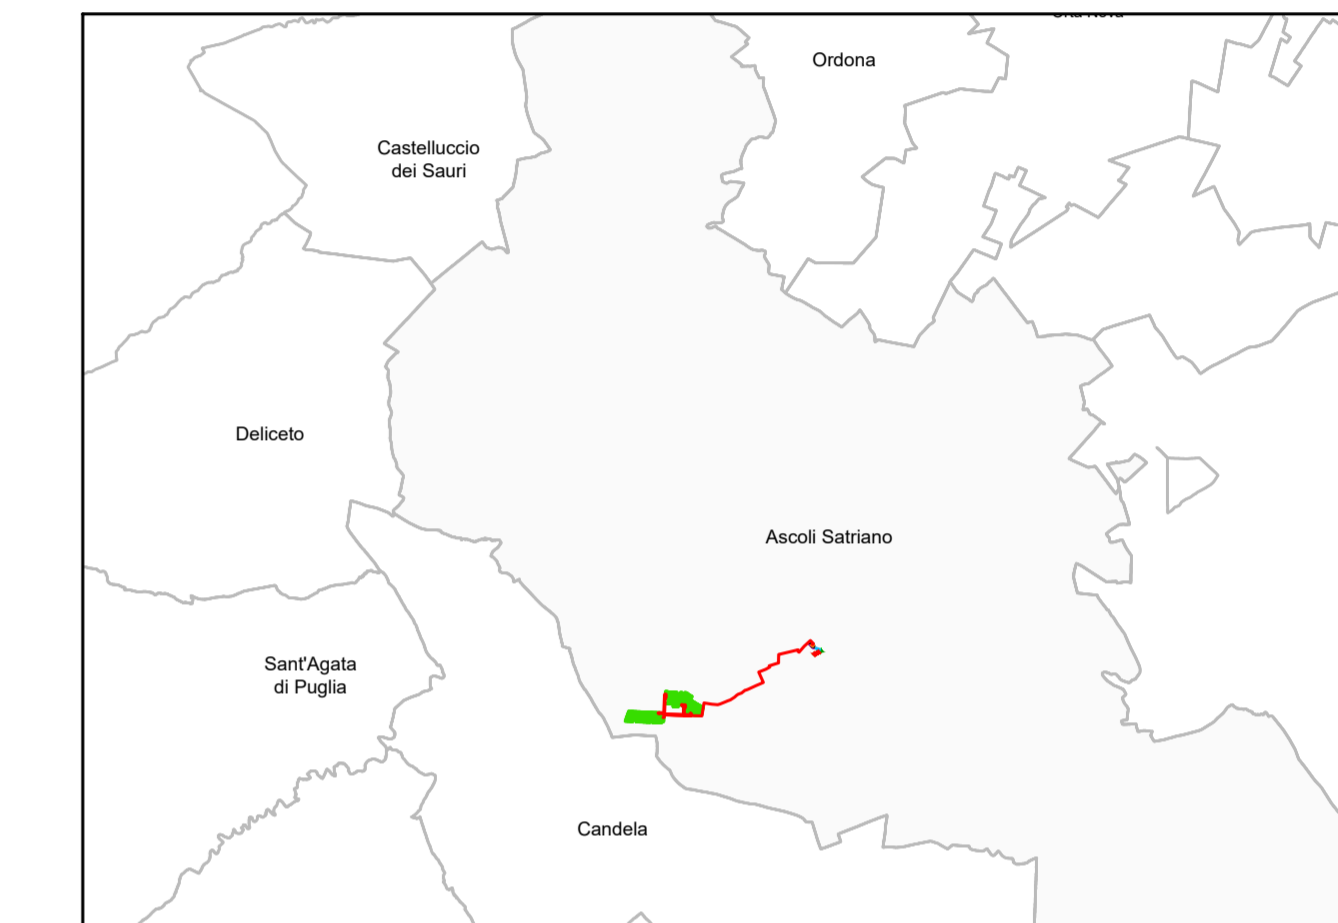 Ordona
Castelluccio
dei Sauri
Deliceto
Ascoli Satriano
Sant'Agata
di Puglia
Candela